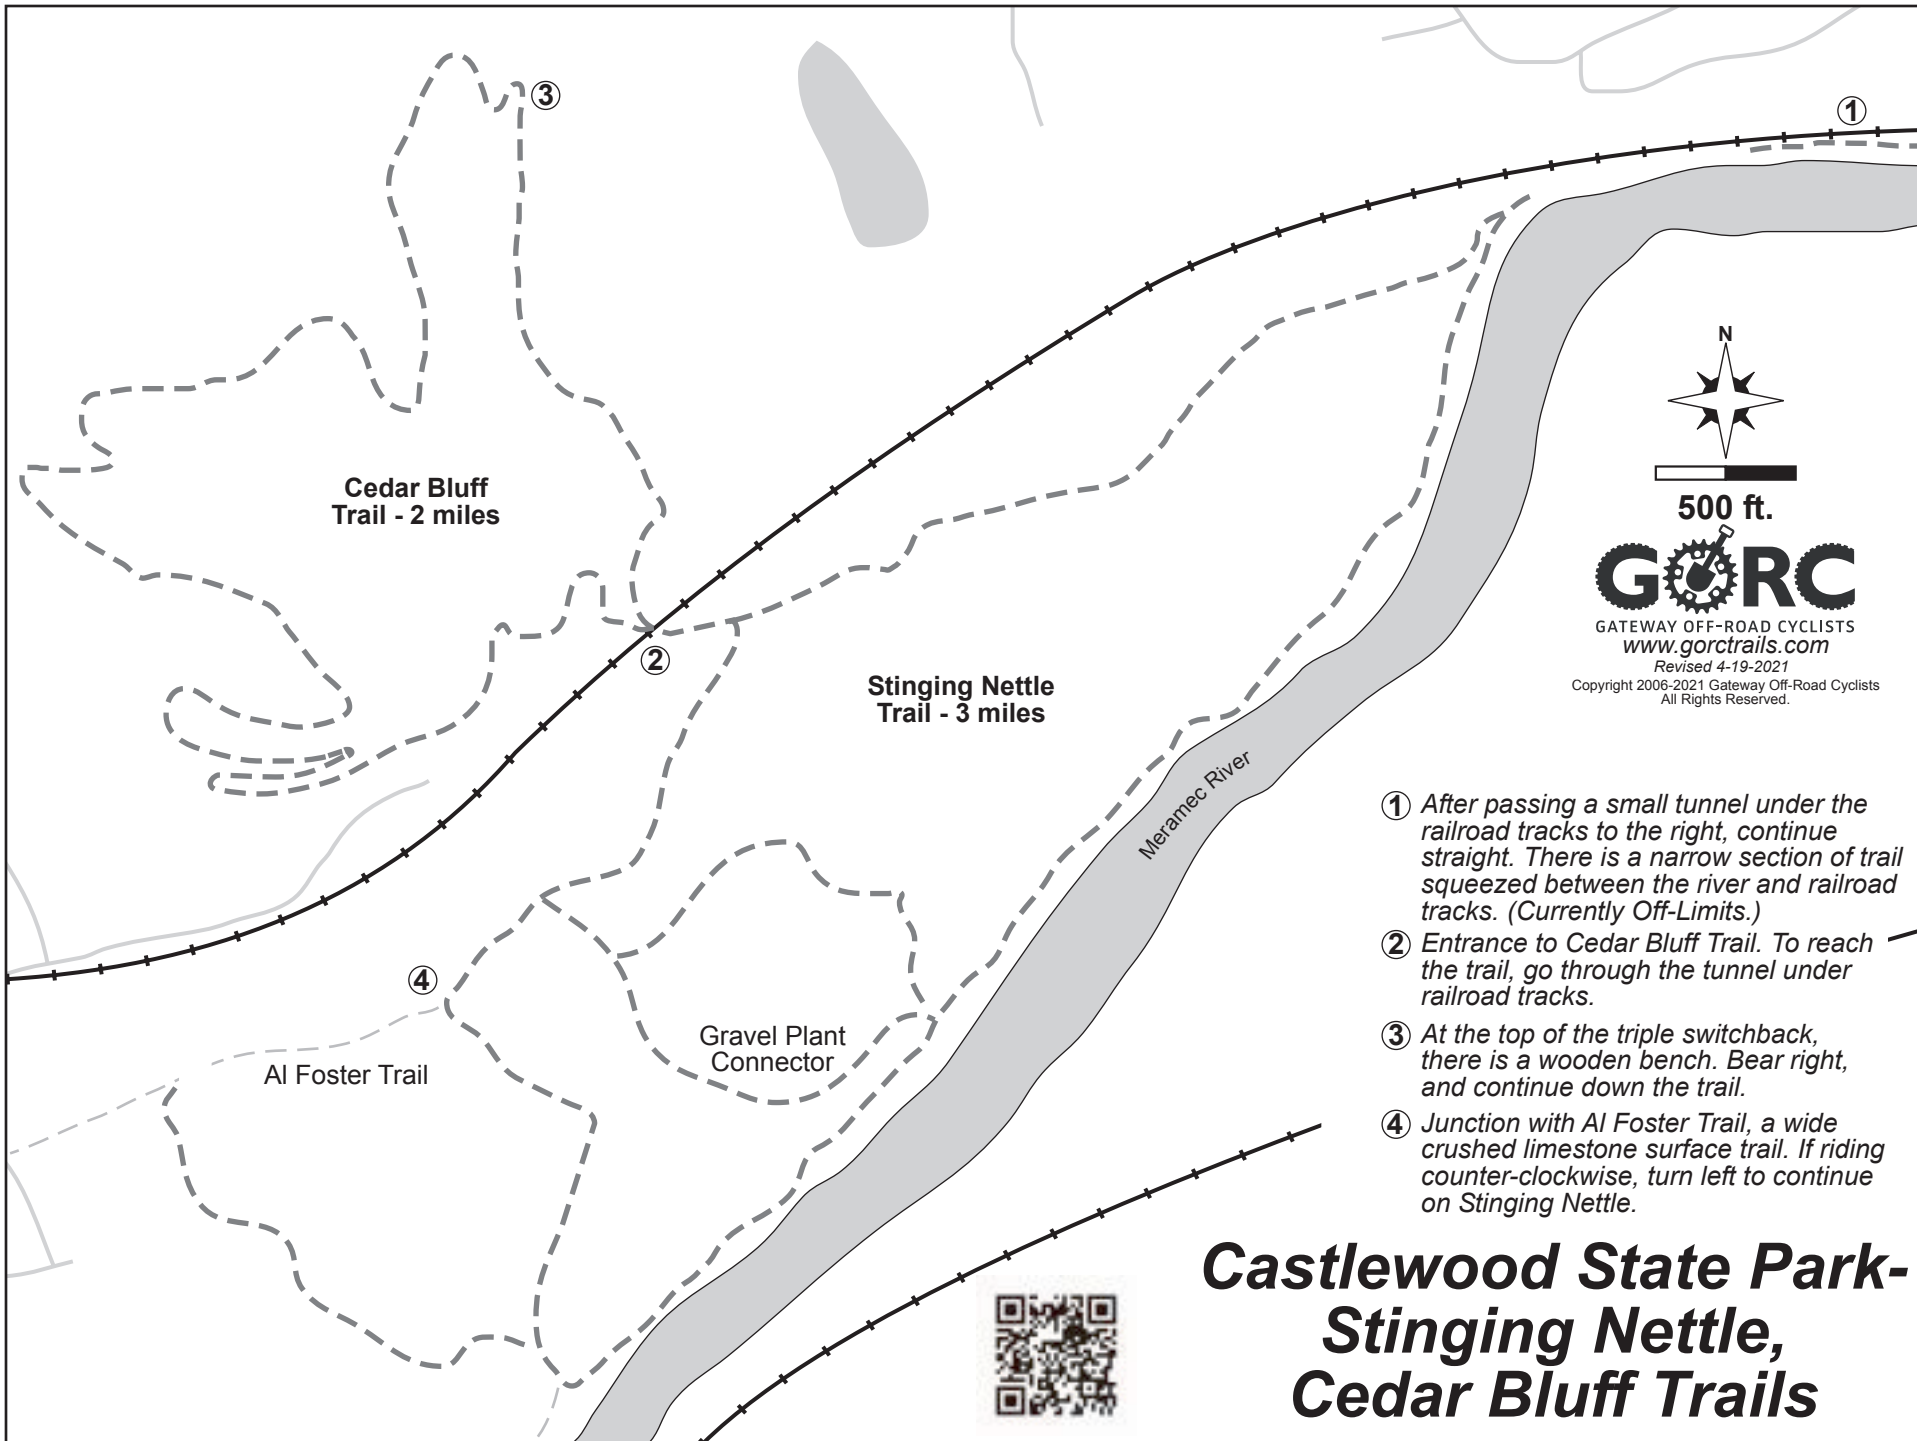 3
1
N
Cedar Bluff
Trail - 2 miles
500 ft.
GORC
GATEWAY OFF-ROAD CYCLISTS
www.gorctrails.com
Revised 4-19-2021
Copyright 2006-2021 Gateway Off-Road Cyclists
All Rights Reserved.
2
Stinging Nettle
Trail - 3 miles
Meramec River
4
Gravel Plant
Connector
Al Foster Trail
1 After passing a small tunnel under the
railroad tracks to the right, continue
straight. There is a narrow section of trail
squeezed between the river and railroad
tracks. (Currently Off-Limits.)
2 Entrance to Cedar Bluff Trail. To reach
the trail, go through the tunnel under
railroad tracks.
3 At the top of the triple switchback,
there is a wooden bench. Bear right,
and continue down the trail.
4 Junction with Al Foster Trail, a wide
crushed limestone surface trail. If riding
counter-clockwise, turn left to continue
on Stinging Nettle.
Castlewood State Park-
Stinging Nettle,
Cedar Bluff Trails